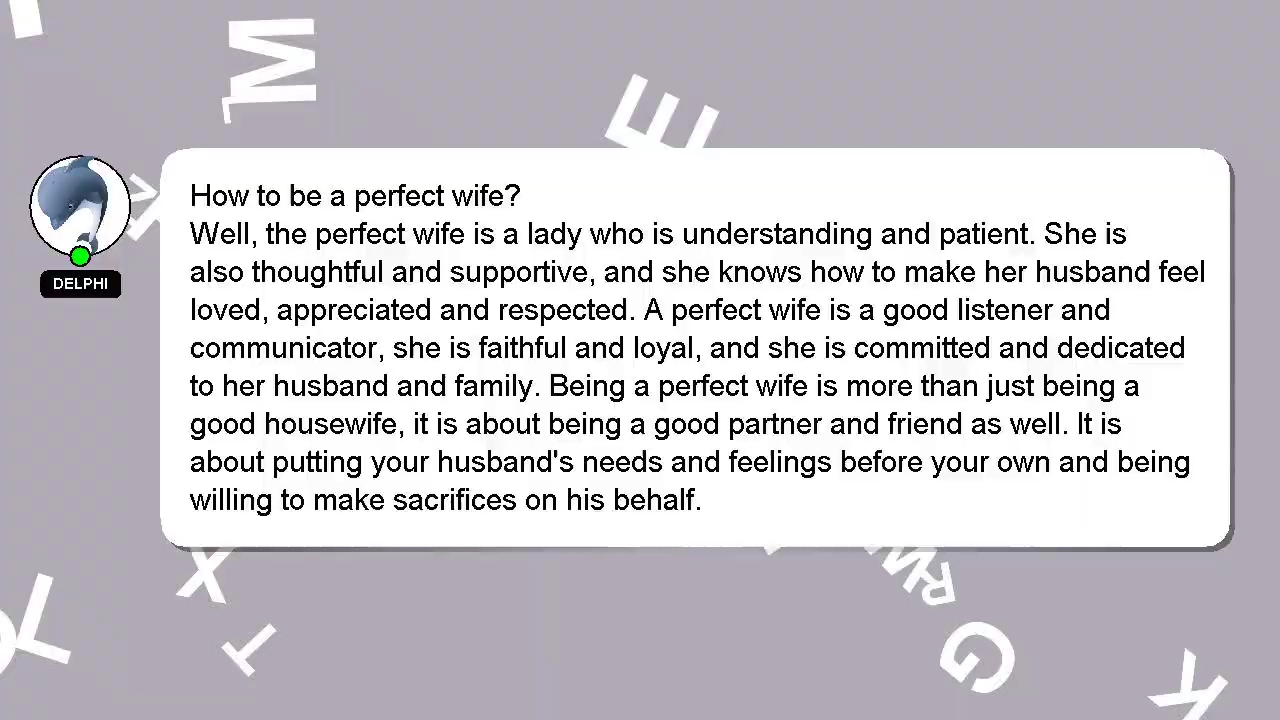 M
E
DELPHI
How to be a perfect wife?
Well, the perfect wife is a lady who is understanding and patient. She is
also thoughtful and supportive, and she knows how to make her husband feel
loved, appreciated and respected. A perfect wife is a good listener and
communicator, she is faithful and loyal, and she is committed and dedicated
to her husband and family. Being a perfect wife is more than just being a
good housewife, it is about being a good partner and friend as well. It is
about putting your husband's needs and feelings before your own and being
willing to make sacrifices on his behalf.
X
R
L
T
G
K